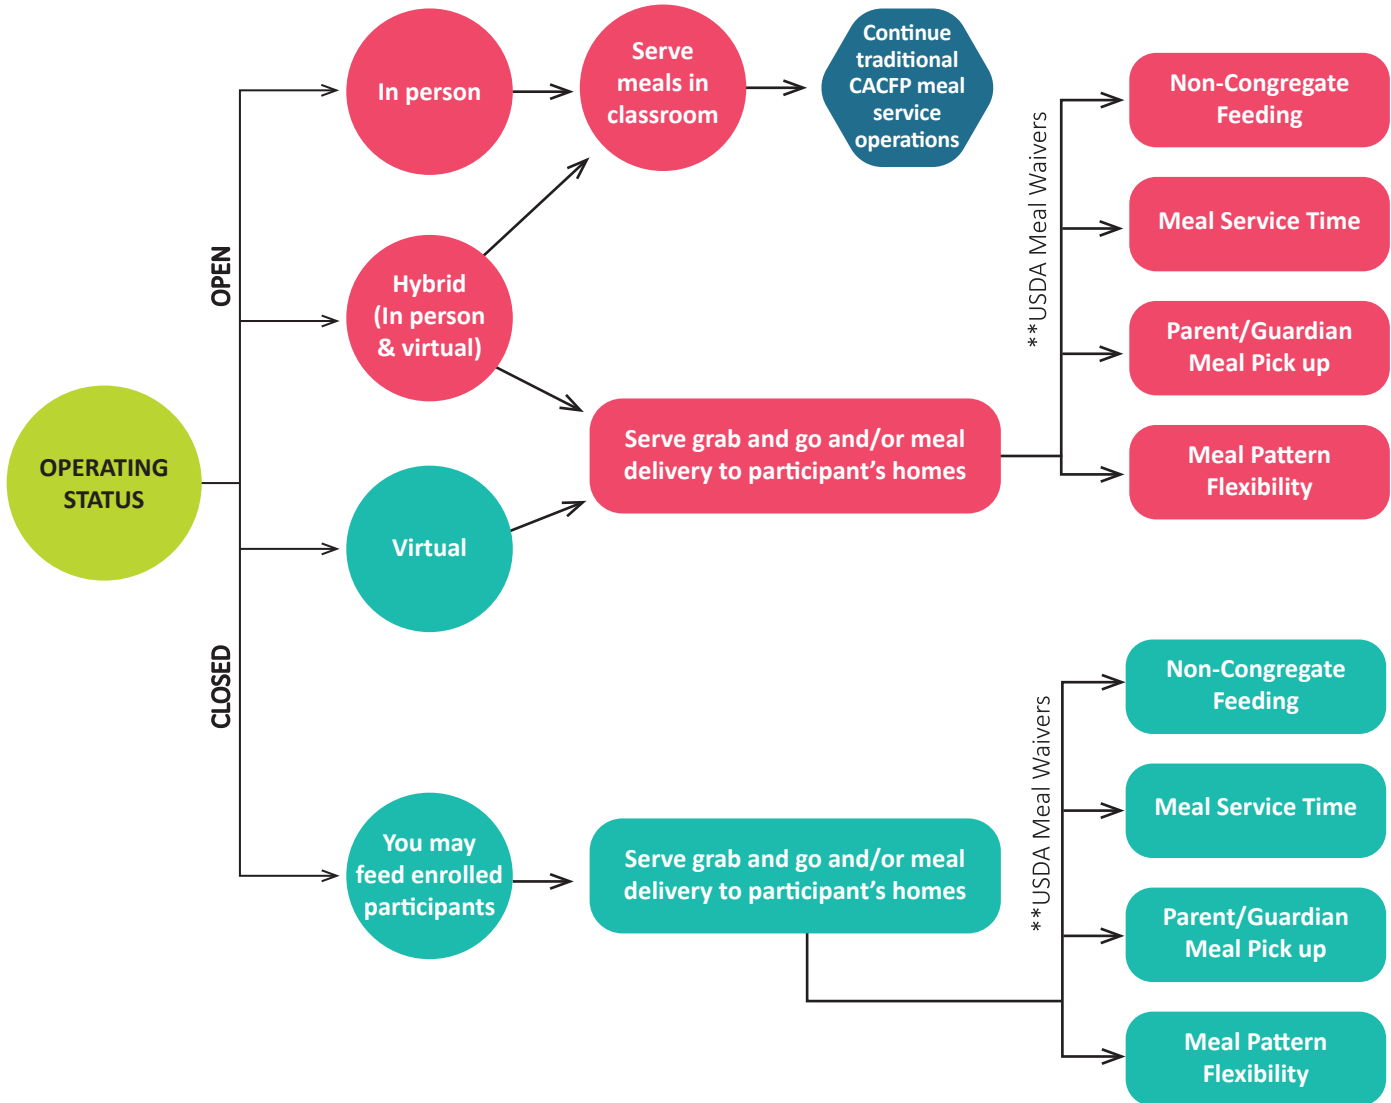 OPERATING
STATUS
OPEN
CLOSED
In person
Serve
meals in
classroom
Continue
traditional
CACFP meal
service
operations
Hybrid
(In person
& virtual)
Virtual
Serve grab and go and/or meal
delivery to participant’s homes
**USDA Meal Waivers
Non-Congregate
Feeding
Meal Service Time
Parent/Guardian
Meal Pick up
Meal Pattern
Flexibility
You may
feed enrolled
participants
Serve grab and go and/or meal
delivery to participant’s homes
**USDA Meal Waivers
Non-Congregate
Feeding
Meal Service Time
Parent/Guardian
Meal Pick up
Meal Pattern
Flexibility